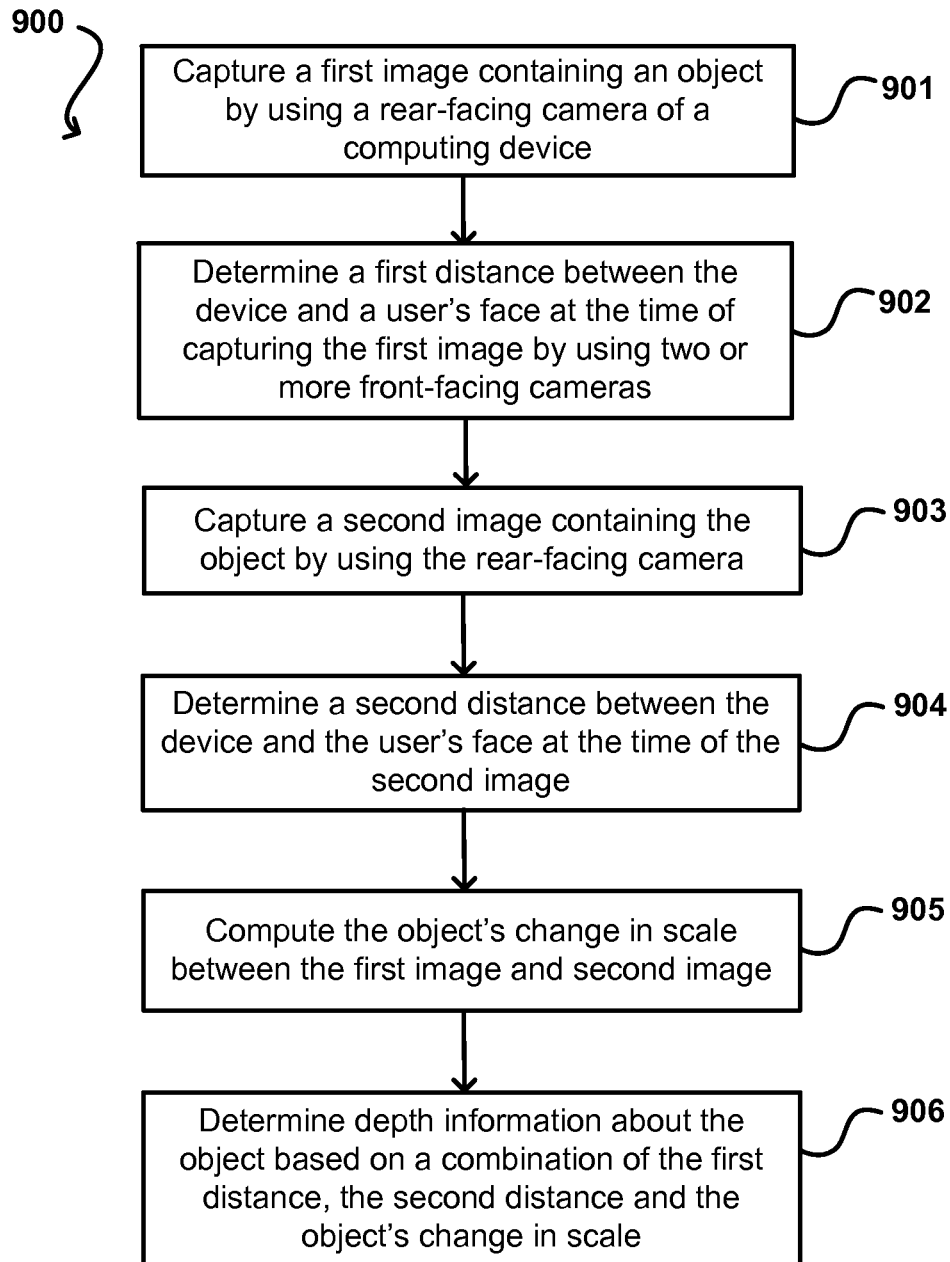 900
Capture a first image containing an object
by using a rear-facing camera of a
computing device
901
Determine a first distance between the
device and a user's face at the time of
capturing the first image by using two or
more front-facing cameras
902
Capture a second image containing the
object by using the rear-facing camera
903
Determine a second distance between the
device and the user's face at the time of the
second image
904
Compute the object's change in scale
between the first image and second image
905
Determine depth information about the
object based on a combination of the first
distance, the second distance and the
object's change in scale
906